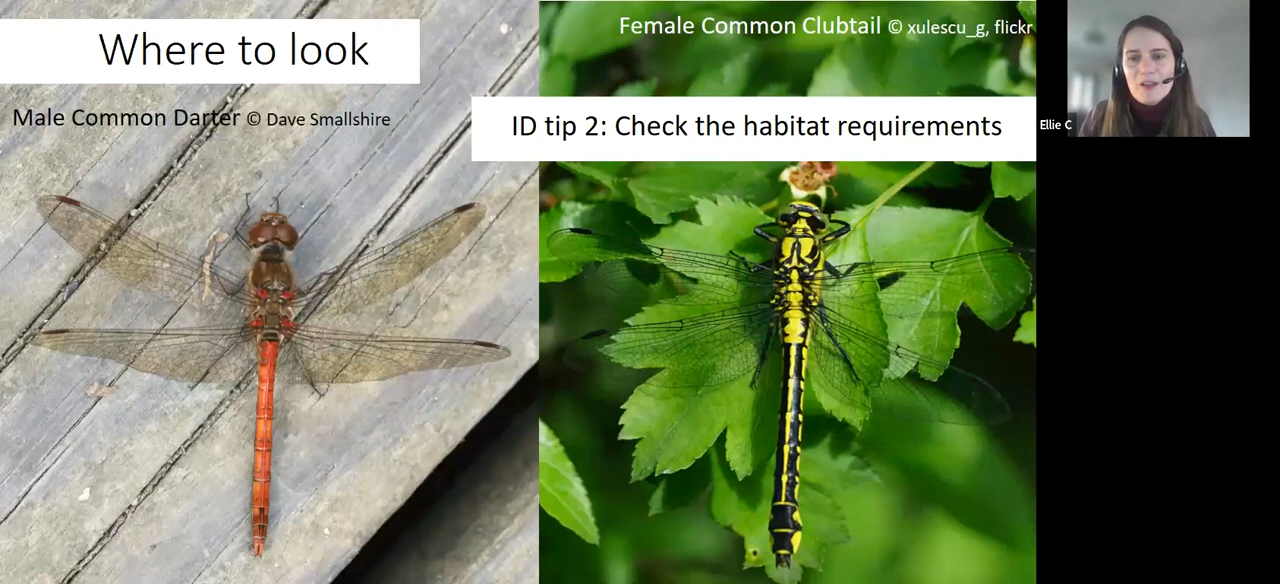 Where to look
Male Common Darter © Dave Smallshire
Female Common Clubtail © xulescu_g, flickr
ID tip 2: Check the habitat requirements
Ellie C